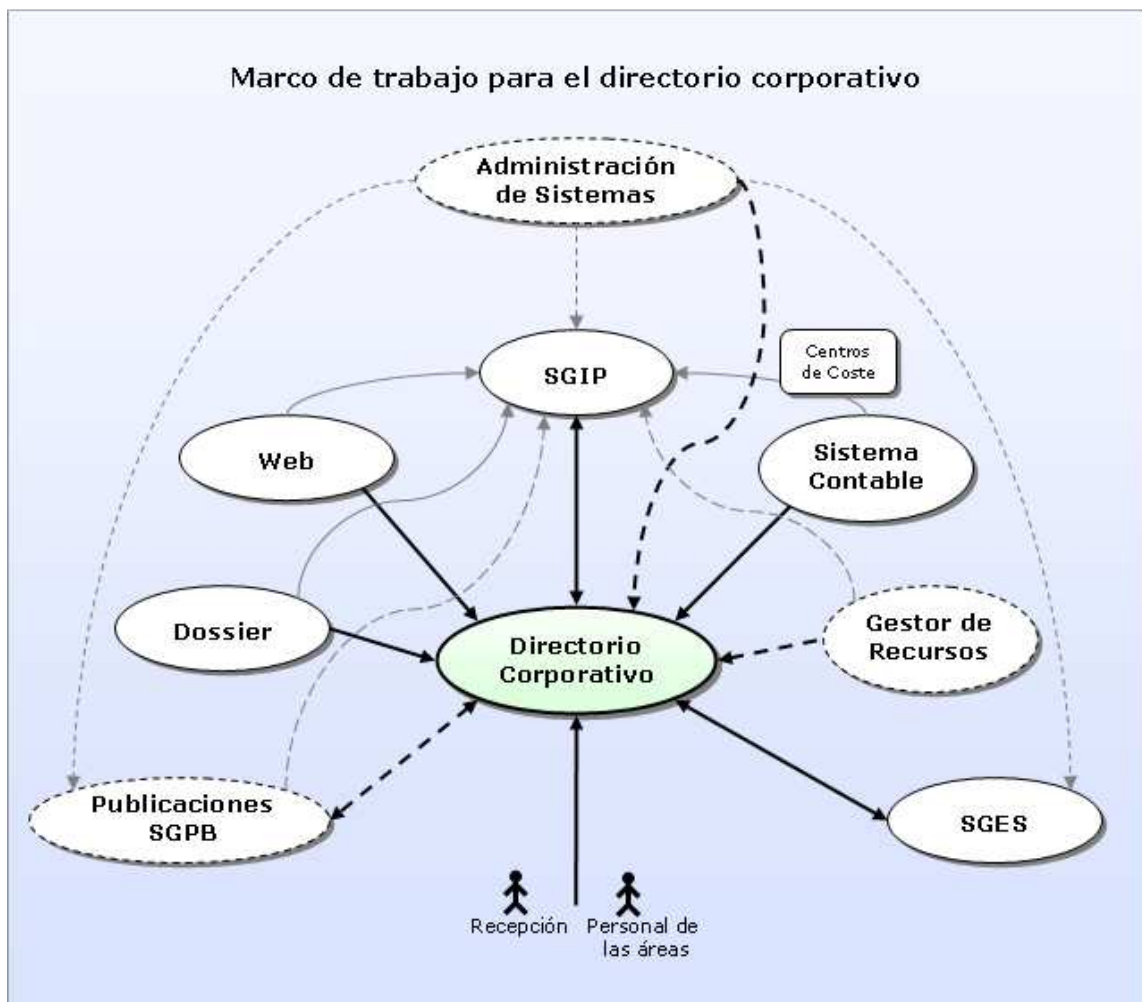 Marco de trabajo para el directorio corporativo
Administración
de Sistemas
SGIP
Centros
de Coste
Web
Sistema
Contable
Dossier
Directorio
Corporativo
Gestor de
Recursos
Publicaciones
SGPB
SGES
Recepción
Personal de
las áreas